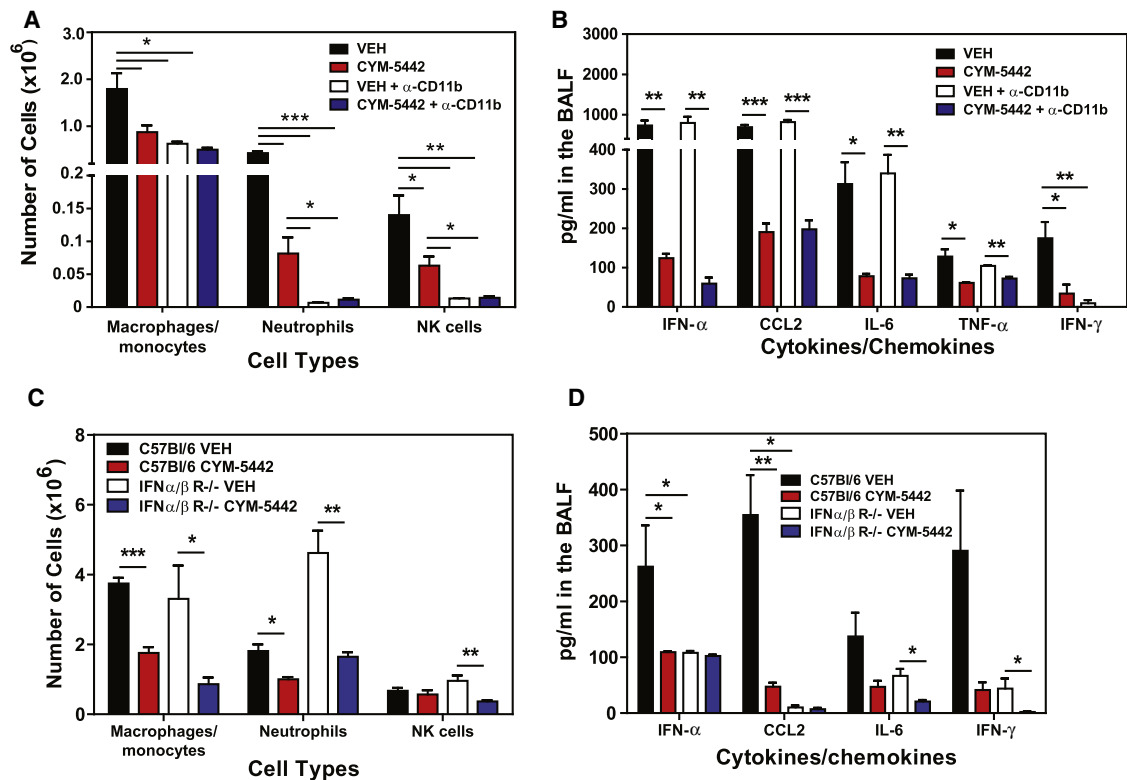 A
Number of Cells (x10⁶)
3.0
2.0
1.0
0.2
0.15
0.1
0.05
0
*
***
*
**
*
*
VEH
CYM-5442
VEH + α-CD11b
CYM-5442 + α-CD11b
Macrophages/
monocytes
Neutrophils
NK cells
Cell Types
B
pg/ml in the BALF
3000
2000
1000
400
300
200
100
0
**
**
***
***
*
**
*
**
**
*
VEH
CYM-5442
VEH + α-CD11b
CYM-5442 + α-CD11b
IFN-α
CCL2
IL-6
TNF-α
IFN-γ
Cytokines/Chemokines
C
Number of Cells (x10⁶)
8
6
4
2
0
C57Bl/6 VEH
C57Bl/6 CYM-5442
IFNα/β R-/- VEH
IFNα/β R-/- CYM-5442
***
*
*
**
**
Macrophages/
monocytes
Neutrophils
NK cells
Cell Types
D
pg/ml in the BALF
500
400
300
200
100
0
*
*
*
**
*
*
C57Bl/6 VEH
C57Bl/6 CYM-5442
IFNα/β R-/- VEH
IFNα/β R-/- CYM-5442
IFN-α
CCL2
IL-6
IFN-γ
Cytokines/chemokines